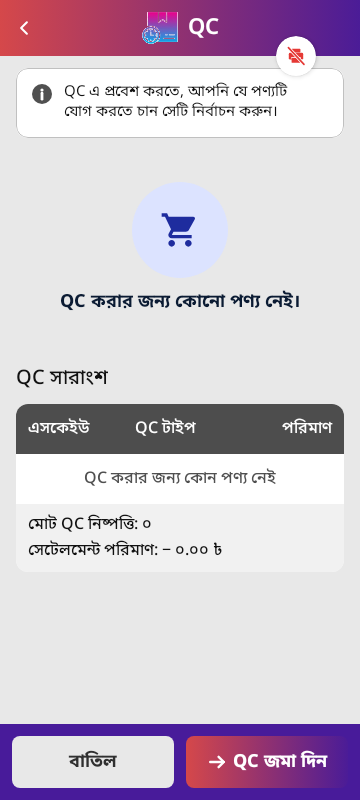 QC
QC এ প্রবেশ করতে, আপনি যে পণ্যটি
যোগ করতে চান সেটি নির্বাচন করুন।
QC করার জন্য কোনো পণ্য নেই।
QC সারাংশ
এসকেইউ QC টাইপ পরিমাণ
QC করার জন্য কোন পণ্য নেই
মোট QC নিষ্পত্তি: ০
সেটেলমেন্ট পরিমাণ: – ০.০০ ৳
বাতিল
QC জমা দিন